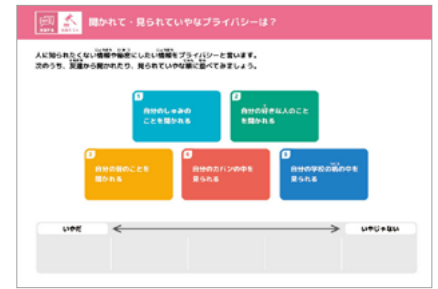 聞かれて・見られていやなプライバシーは？
人に知られたくない情報や秘密にしたい情報をプライバシーと言います。
次のうち、友達から聞かれたり、見られていやな順に並べてみましょう。
1
自分のしゅみの
ことを聞かれる
2
自分の好きな人のこと
を聞かれる
3
自分の親のことを
聞かれる
4
自分のカバンの中を
見られる
5
自分の学校の机の中を
見られる
いやだ
いやじゃない